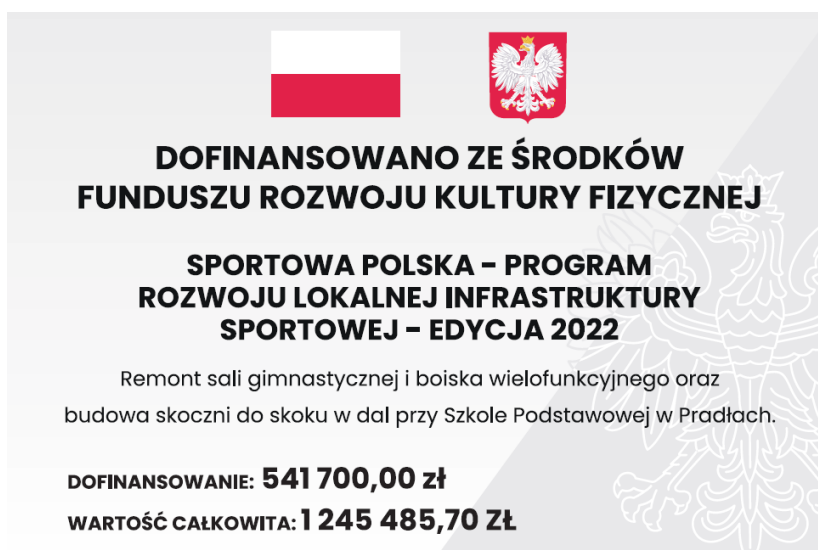 DOFINANSOWANO ZE ŚRODKÓW
FUNDUSZU ROZWOJU KULTURY FIZYCZNEJ
SPORTOWA POLSKA – PROGRAM
ROZWOJU LOKALNEJ INFRASTRUKTURY
SPORTOWEJ – EDYCJA 2022
Remont sali gimnastycznej i boiska wielofunkcyjnego oraz
budowa skoczni do skoku w dal przy Szkole Podstawowej w Pradłach.
DOFINANSOWANIE: 541 700,00 zł
WARTOŚĆ CAŁKOWITA: 1 245 485,70 ZŁ